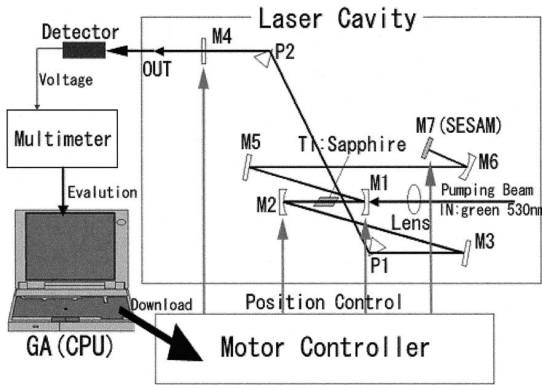 Laser Cavity
Detector
M4
OUT
P2
Voltage
Multimeter
TI:Sapphire
M7(SESAM)
M5
M6
M1
Pumping Beam
IN:green 530nm
M2
Lens
Evalution
M3
P1
Download
Position Control
GA(CPU)
Motor Controller